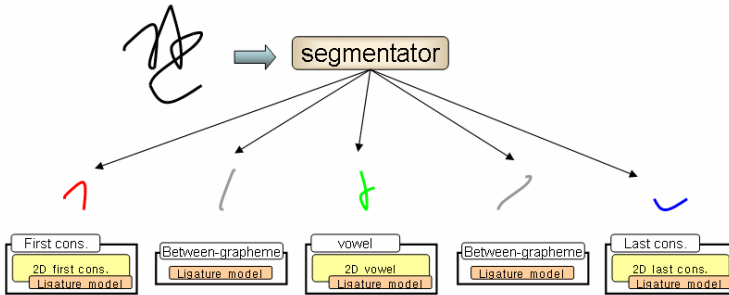 간
segmentator
First cons.
2D first cons.
Ligature model
Between-grapheme
Ligature model
vowel
2D vowel
Ligature model
Between-grapheme
Ligature model
Last cons.
2D last cons.
Ligature model